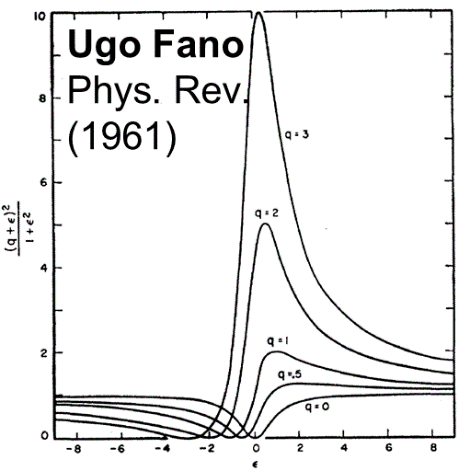 Ugo Fano
Phys. Rev.
(1961)
10
8
6
4
2
0
(q + ε)²
1 + ε²
q = 3
q = 2
q = 1
q = .5
q = 0
-8 -6 -4 -2 0 2 4 6 8
ε